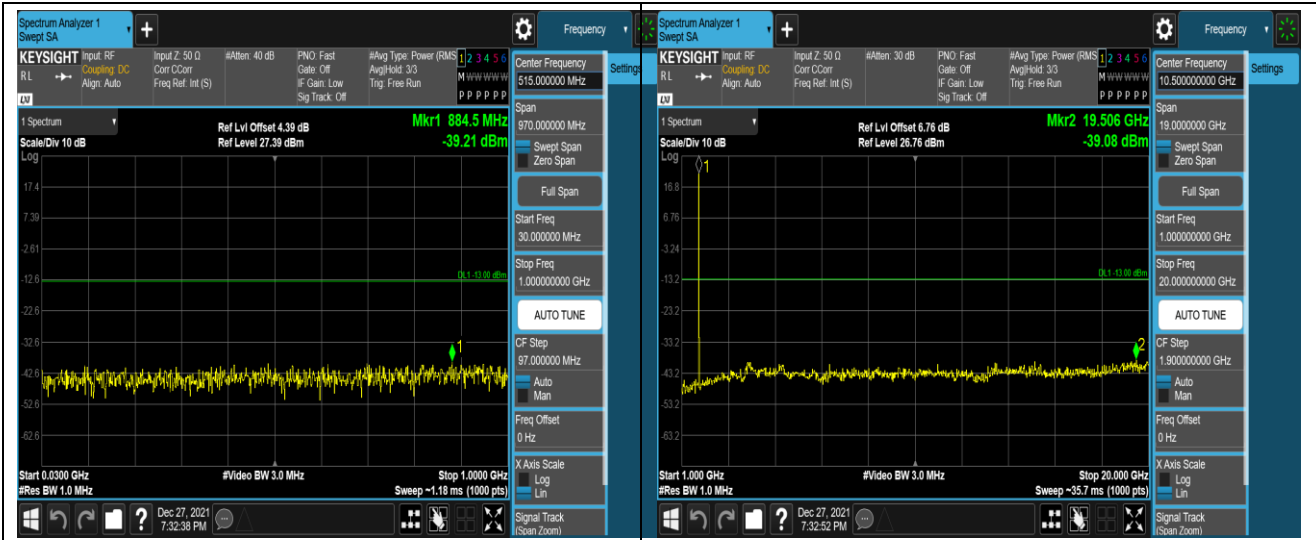 Spectrum Analyzer 1
Swept SA
+
Frequency
KEYSIGHT
RL
LXI
Input: RF
Coupling: DC
Align: Auto
Input Z: 50 Ω
Corr CCorr
Freq Ref: Int (S)
#Atten: 40 dB
PNO: Fast
Gate: Off
IF Gain: Low
Sig Track: Off
#Avg Type: Power (RMS
Avg|Hold: 3/3
Trig: Free Run
1 2 3 4 5 6
M W W W W W
P P P P P P
1 Spectrum
Scale/Div 10 dB
Log
Ref Lvl Offset 4.39 dB
Ref Level 27.39 dBm
Mkr1 884.5 MHz
-39.21 dBm
17.4
7.39
-2.61
-12.6
-22.6
-32.6
-42.6
-52.6
-62.6
DL1 -13.00 dBm
1
Start 0.0300 GHz
#Res BW 1.0 MHz
#Video BW 3.0 MHz
Stop 1.0000 GHz
Sweep ~1.18 ms (1000 pts)
?
Dec 27, 2021
7:32:38 PM
Center Frequency
515.000000 MHz
Settings
Span
970.000000 MHz
Swept Span
Zero Span
Full Span
Start Freq
30.000000 MHz
Stop Freq
1.000000000 GHz
AUTO TUNE
CF Step
97.000000 MHz
Auto
Man
Freq Offset
0 Hz
X Axis Scale
Log
Lin
Signal Track
(Span Zoom)
Spectrum Analyzer 1
Swept SA
+
Frequency
KEYSIGHT
RL
LXI
Input: RF
Coupling: DC
Align: Auto
Input Z: 50 Ω
Corr CCorr
Freq Ref: Int (S)
#Atten: 30 dB
PNO: Fast
Gate: Off
IF Gain: Low
Sig Track: Off
#Avg Type: Power (RMS
Avg|Hold: 3/3
Trig: Free Run
1 2 3 4 5 6
M W W W W W
P P P P P P
1 Spectrum
Scale/Div 10 dB
Log
Ref Lvl Offset 6.76 dB
Ref Level 26.76 dBm
Mkr2 19.506 GHz
-39.08 dBm
1
16.8
6.76
-3.24
-13.2
-23.2
-33.2
-43.2
-53.2
-63.2
DL1 -13.00 dBm
2
Start 1.000 GHz
#Res BW 1.0 MHz
#Video BW 3.0 MHz
Stop 20.000 GHz
Sweep ~35.7 ms (1000 pts)
?
Dec 27, 2021
7:32:52 PM
Center Frequency
10.500000000 GHz
Settings
Span
19.0000000 GHz
Swept Span
Zero Span
Full Span
Start Freq
1.000000000 GHz
Stop Freq
20.000000000 GHz
AUTO TUNE
CF Step
1.900000000 GHz
Auto
Man
Freq Offset
0 Hz
X Axis Scale
Log
Lin
Signal Track
(Span Zoom)